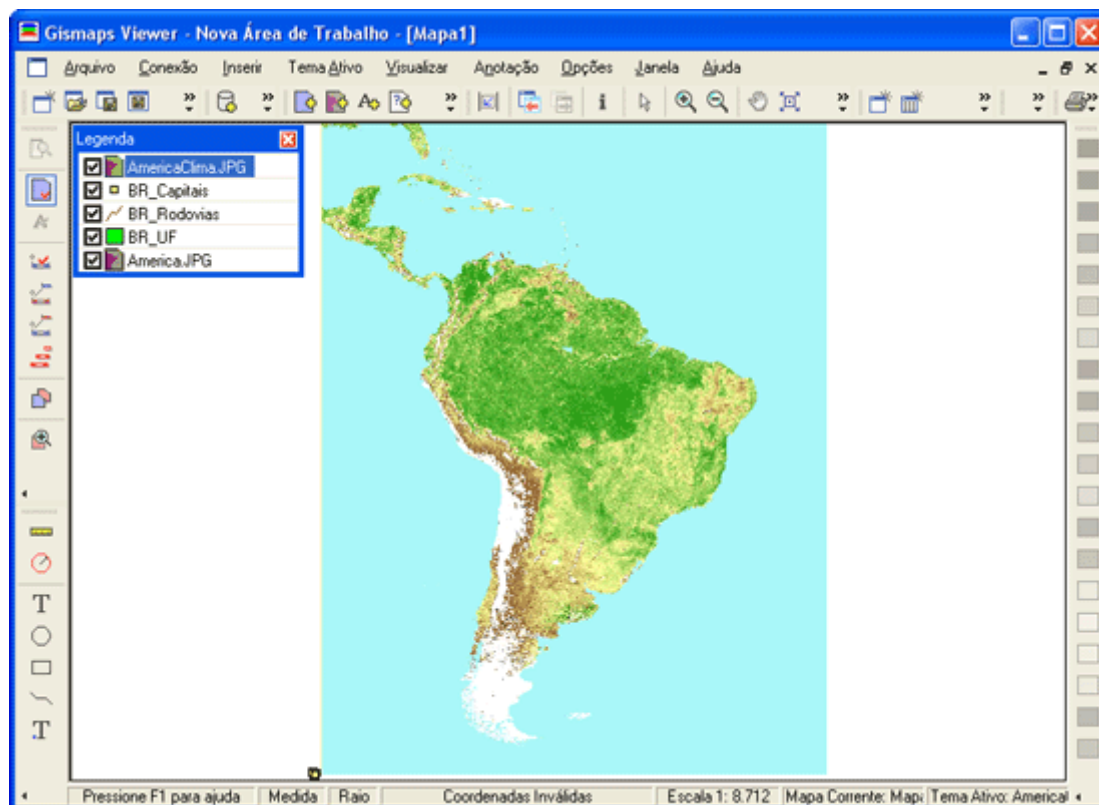 Gismaps Viewer - Nova Área de Trabalho - [Mapa1]
Arquivo Conexão Inserir Tema Ativo Visualizar Anotação Opções Janela Ajuda
Legenda
AmericaClima.JPG
BR_Capitais
BR_Rodovias
BR_UF
America.JPG
Pressione F1 para ajuda Medida Raio Coordenadas Inválidas Escala 1: 8.712 Mapa Corrente: Map Tema Ativo: America